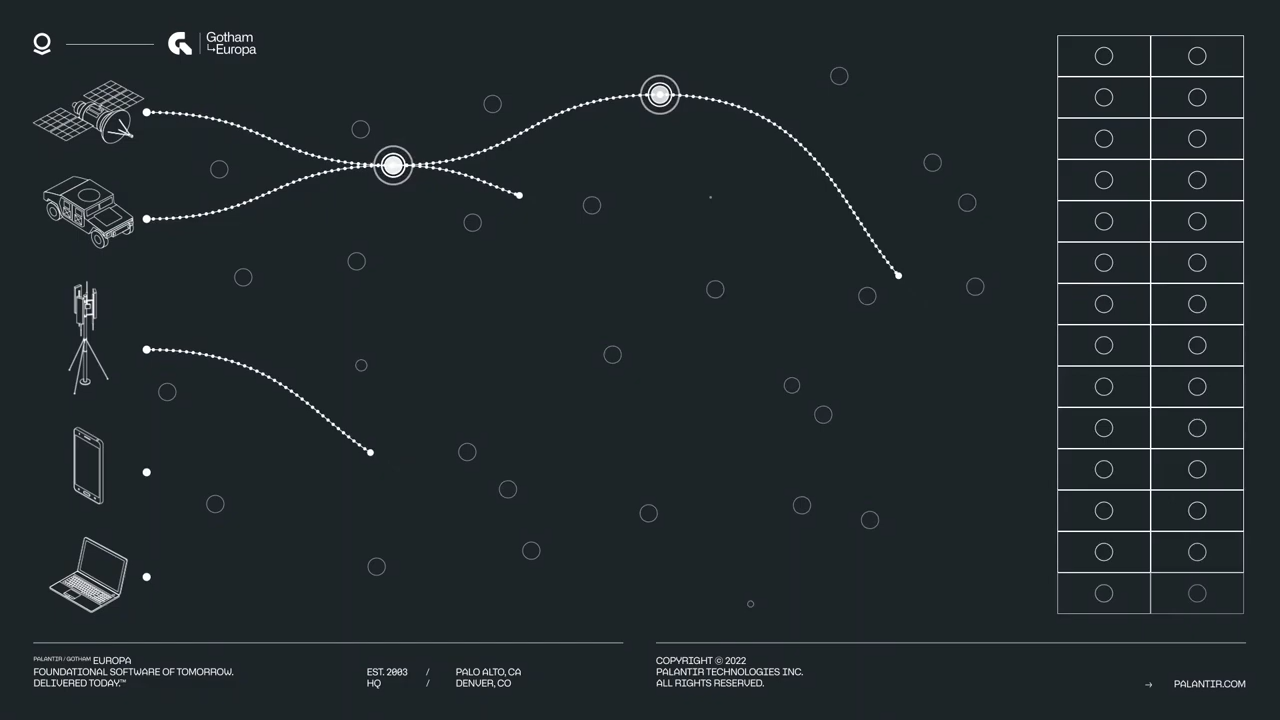 Gotham
↳Europa
PALANTIR / GOTHAM EUROPA
FOUNDATIONAL SOFTWARE OF TOMORROW.
DELIVERED TODAY.™
EST. 2003 / PALO ALTO, CA
HQ / DENVER, CO
COPYRIGHT © 2022
PALANTIR TECHNOLOGIES INC.
ALL RIGHTS RESERVED.
→ PALANTIR.COM